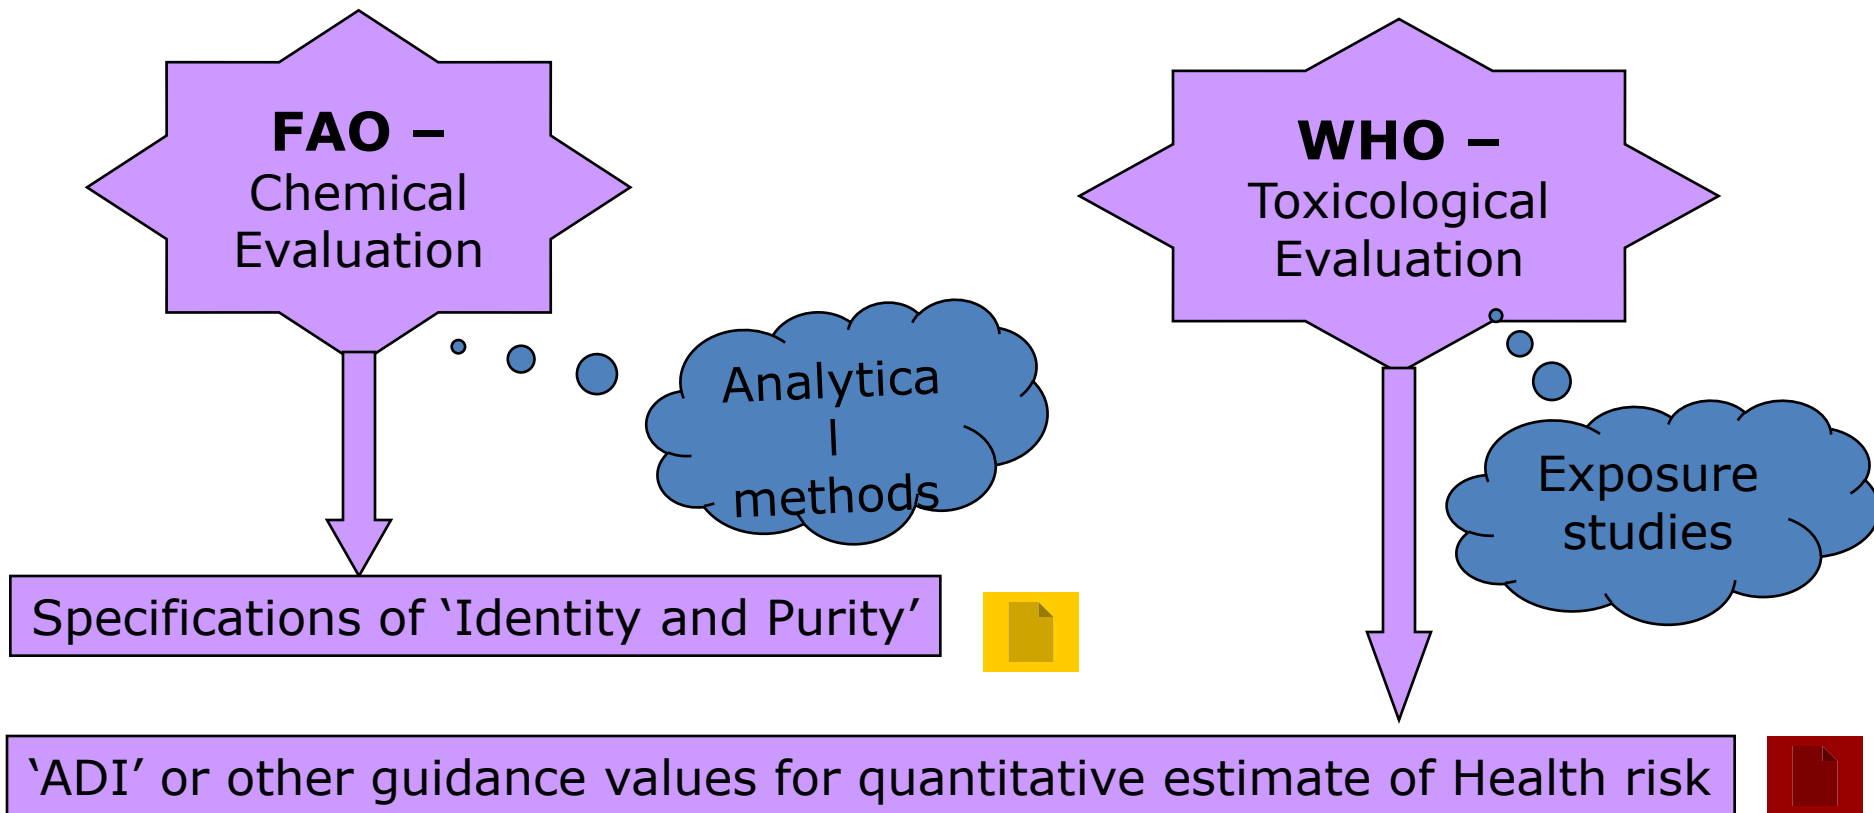 FAO –
Chemical
Evaluation
WHO –
Toxicological
Evaluation
Analytica
l
methods
Exposure
studies
Specifications of ‘Identity and Purity’
‘ADI’ or other guidance values for quantitative estimate of Health risk